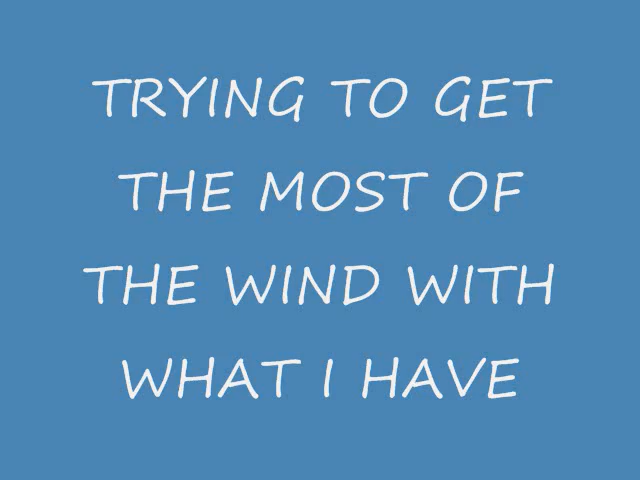 TRYING TO GET
THE MOST OF
THE WIND WITH
WHAT I HAVE